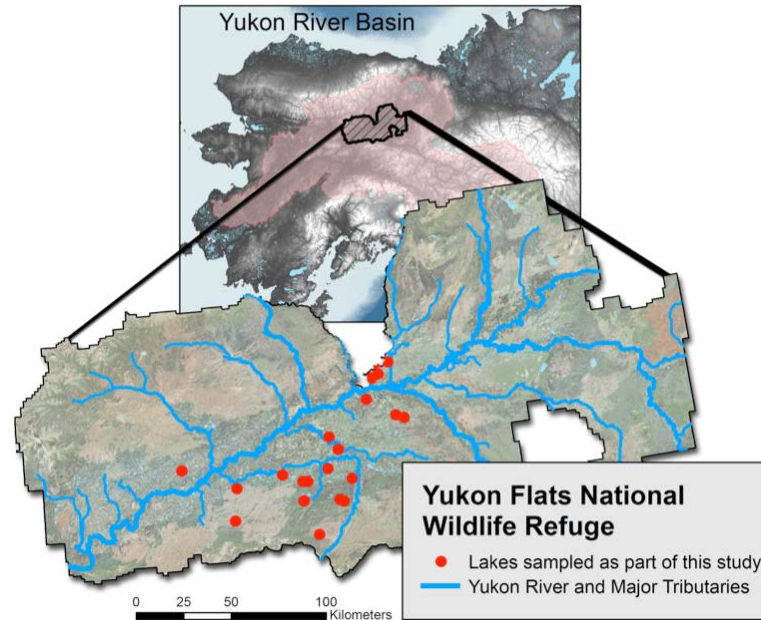 Yukon River Basin
Yukon Flats National
Wildlife Refuge
Lakes sampled as part of this study
Yukon River and Major Tributaries
0 25 50 100
Kilometers